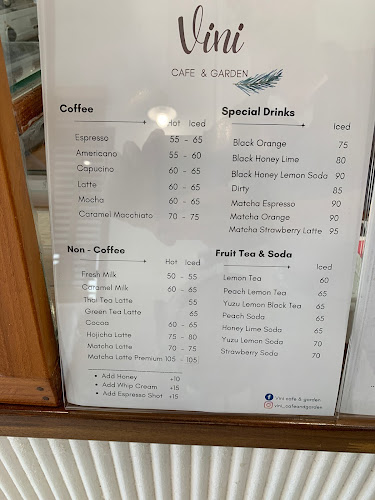 Vini
CAFE & GARDEN
Coffee
Hot Iced
Espresso 55 - 65
Americano 55 - 60
Capucino 60 - 65
Latte 60 - 65
Mocha 60 - 65
Caramel Macchiato 70 - 75
Special Drinks
Iced
Black Orange 75
Black Honey Lime 80
Black Honey Lemon Soda 90
Dirty 85
Matcha Espresso 90
Matcha Orange 90
Matcha Strawberry Latte 95
Non - Coffee
Hot Iced
Fresh Milk 50 - 55
Caramel Milk 60 - 65
Thai Tea Latte 55
Green Tea Latte 65
Cocoa 60 - 65
Hojicha Latte 75 - 80
Matcha Latte 70 - 75
Matcha Latte Premium 105 - 105
• Add Honey +10
• Add Whip Cream +15
• Add Espresso Shot +15
Fruit Tea & Soda
Iced
Lemon Tea 60
Peach Lemon Tea 65
Yuzu Lemon Black Tea 65
Peach Soda 65
Honey Lime Soda 65
Yuzu Lemon Soda 70
Strawberry Soda 70
vini cafe & garden
vini_cafeandgarden